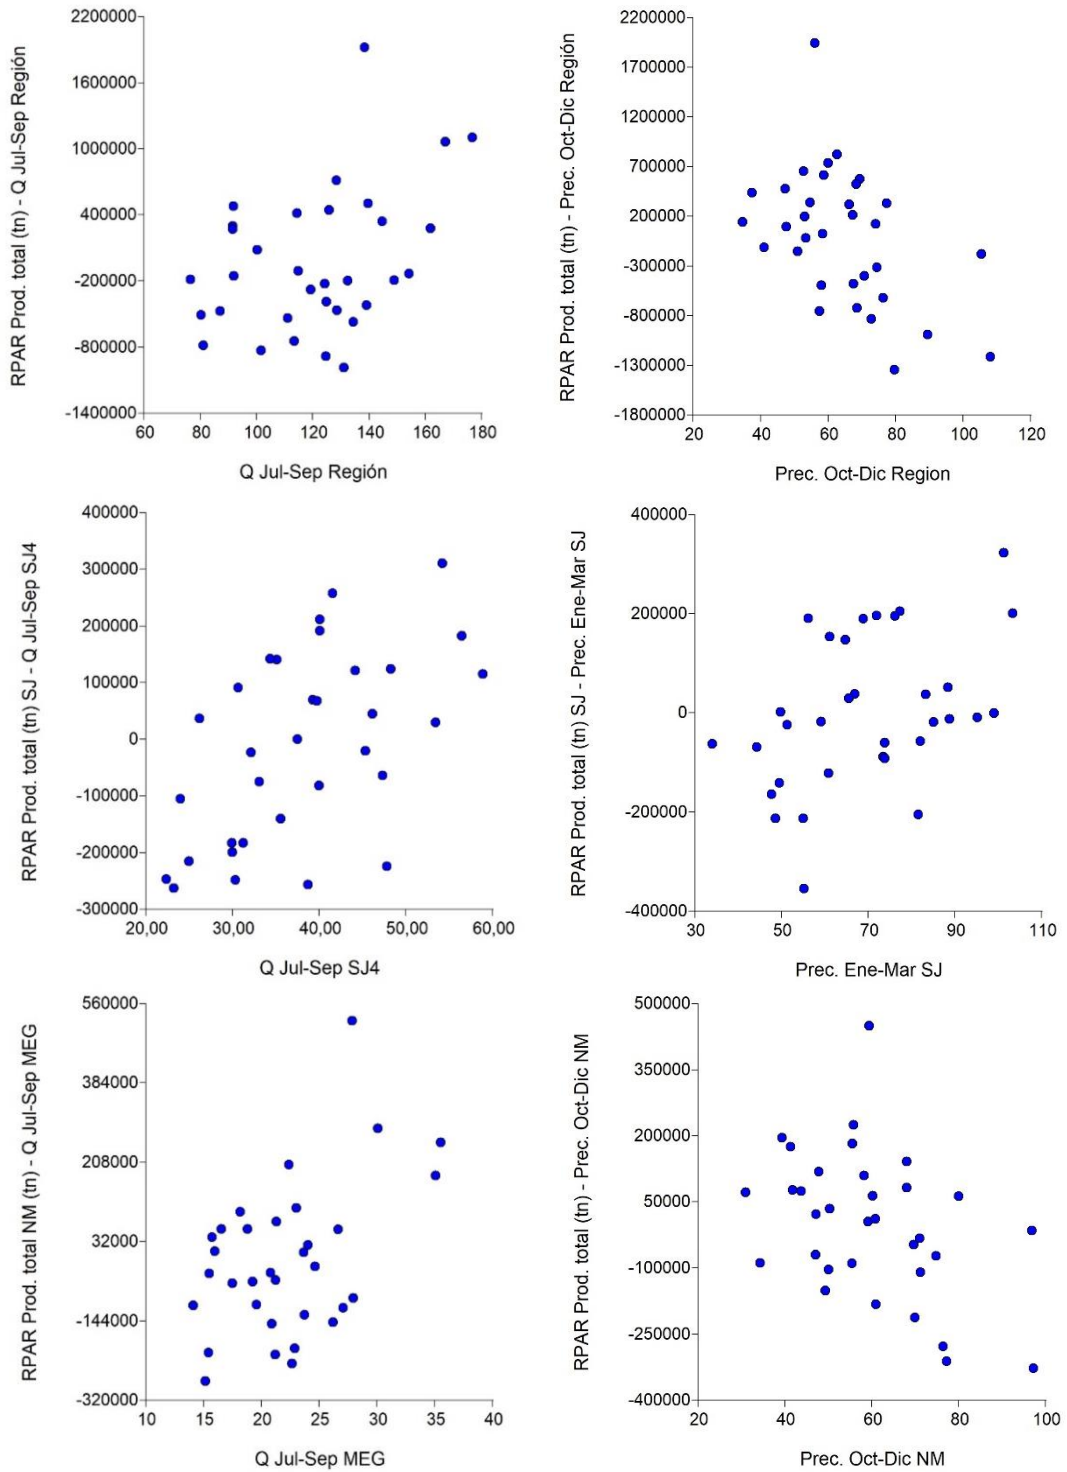 2200000
1600000
1000000
400000
-200000
-800000
-1400000
60 80 100 120 140 160 180
RPAR Prod. total (tn) - Q Jul-Sep Región
Q Jul-Sep Región
2200000
1700000
1200000
700000
200000
-300000
-800000
-1300000
-1800000
20 40 60 80 100 120
RPAR Prod. total (tn) - Prec. Oct-Dic Región
Prec. Oct-Dic Region
400000
300000
200000
100000
0
-100000
-200000
-300000
20,00 30,00 40,00 50,00 60,00
RPAR Prod. total (tn) SJ - Q Jul-Sep SJ4
Q Jul-Sep SJ4
400000
200000
0
-200000
-400000
30 50 70 90 110
RPAR Prod. total (tn) SJ - Prec. Ene-Mar SJ
Prec. Ene-Mar SJ
560000
384000
208000
32000
-144000
-320000
10 15 20 25 30 35 40
RPAR Prod. total NM (tn) - Q Jul-Sep MEG
Q Jul-Sep MEG
500000
350000
200000
50000
-100000
-250000
-400000
20 40 60 80 100
RPAR Prod. total (tn) - Prec. Oct-Dic NM
Prec. Oct-Dic NM